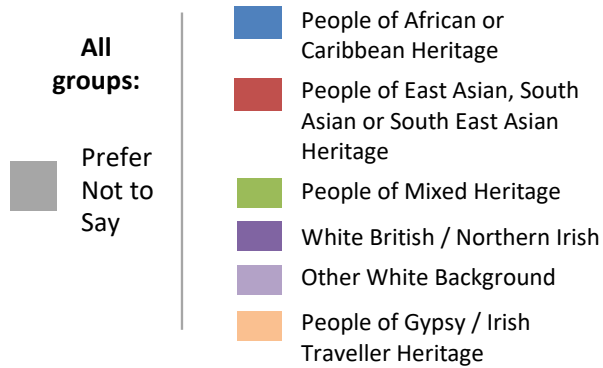 All
groups:
Prefer
Not to
Say
People of African or
Caribbean Heritage
People of East Asian, South
Asian or South East Asian
Heritage
People of Mixed Heritage
White British / Northern Irish
Other White Background
People of Gypsy / Irish
Traveller Heritage